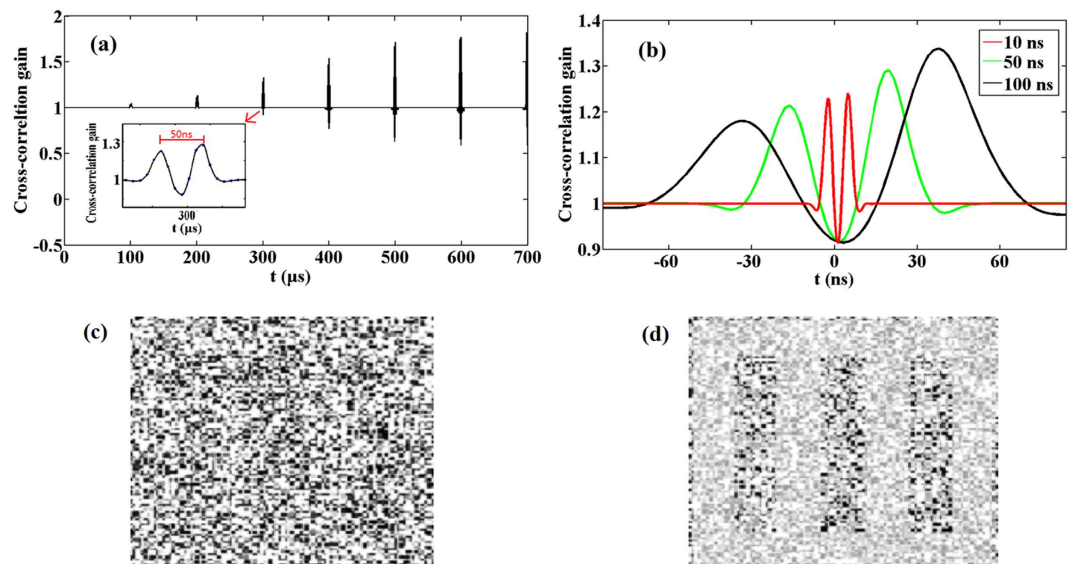 (a)
Cross-correltion gain
2
1.5
1
0.5
0
-0.5
0
100
200
300
400
500
600
700
t (μs)
50ns
Cross-correlation gain
1.3
1
300
t (μs)
(b)
Cross-correlation gain
1.4
1.3
1.2
1.1
1
0.9
-60
-30
0
30
60
t (ns)
10 ns
50 ns
100 ns
(c)
(d)